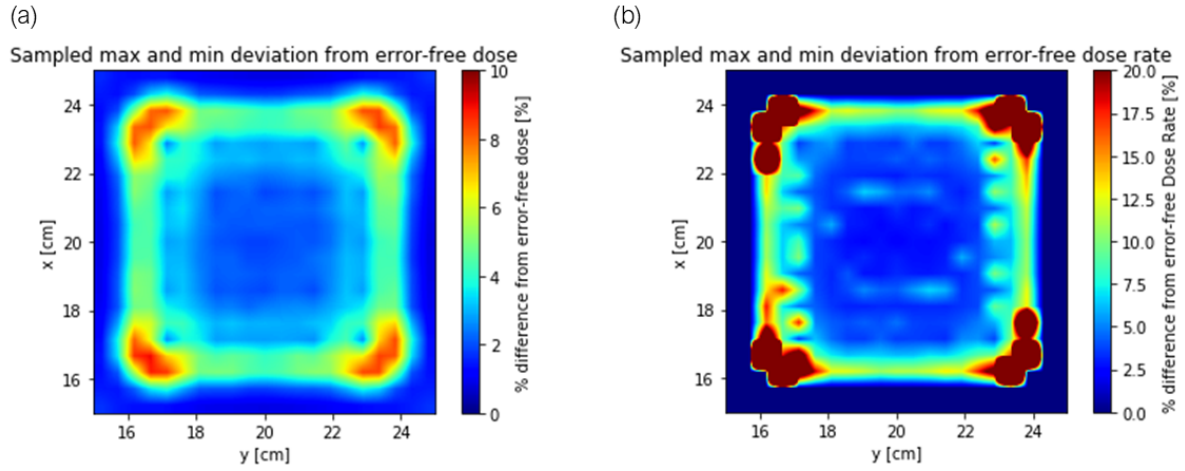 (a)
Sampled max and min deviation from error-free dose
24
22
20
18
16
x [cm]
16 18 20 22 24
y [cm]
10
8
6
4
2
0
% difference from error-free dose [%]
(b)
Sampled max and min deviation from error-free dose rate
24
22
20
18
16
x [cm]
16 18 20 22 24
y [cm]
20.0
17.5
15.0
12.5
10.0
7.5
5.0
2.5
0.0
% difference from error-free Dose Rate [%]